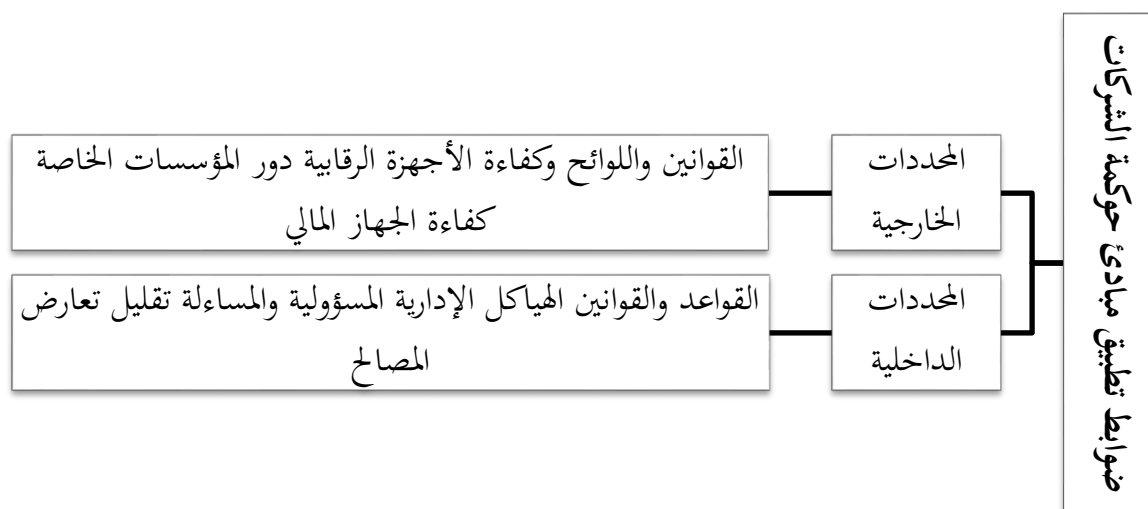 ضوابط تطبيق مبادئ حوكمة الشركات
المحددات
الخارجية
القوانين واللوائح وكفاءة الأجهزة الرقابية دور المؤسسات الخاصة
كفاءة الجهاز المالي
المحددات
الداخلية
القواعد والقوانين الهياكل الإدارية المسؤولية والمساءلة تقليل تعارض
المصالح